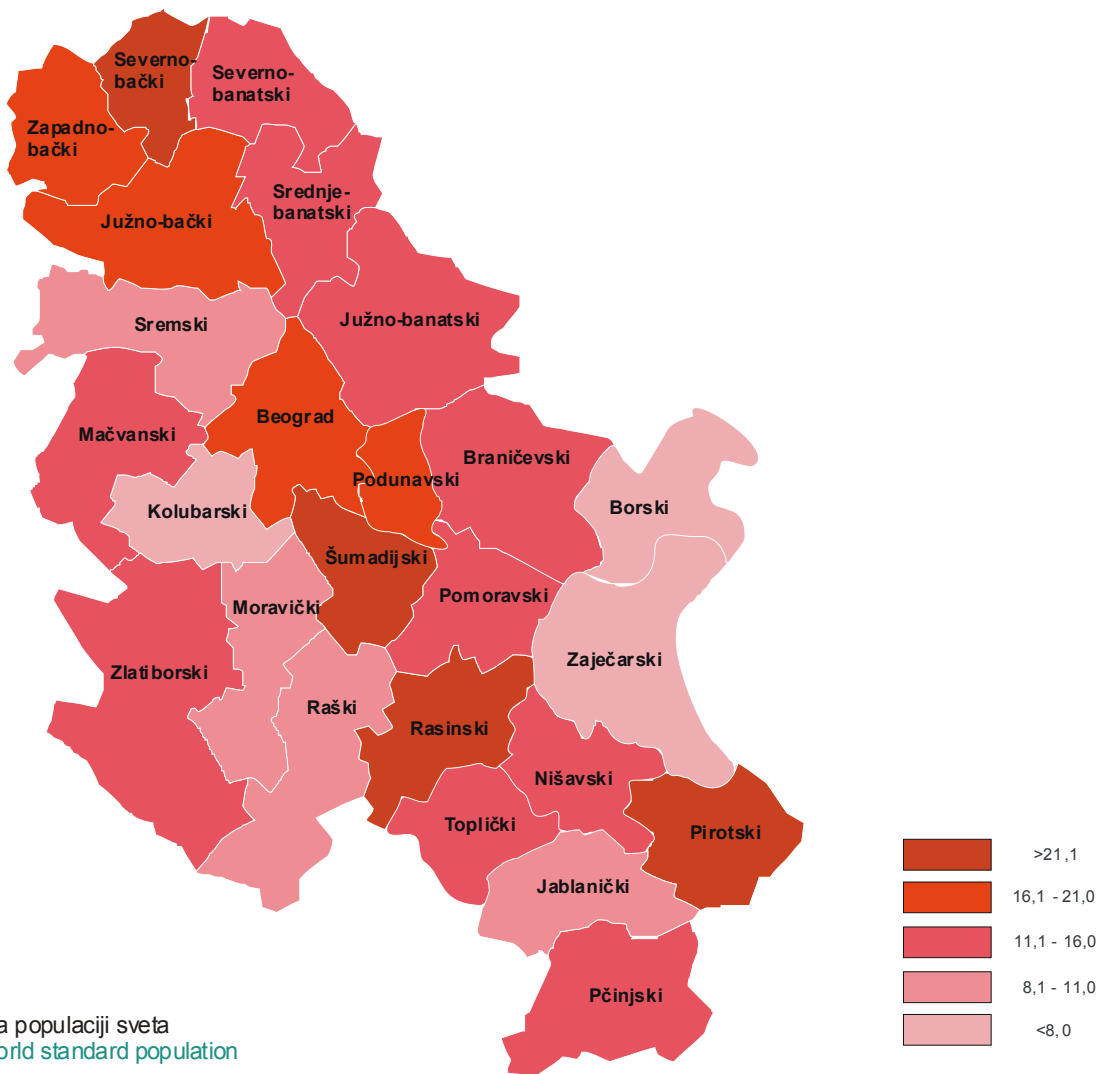 Severno-
bački
Severno-
banatski
Zapadno-
bački
Srednje-
banatski
Južno-bački
Sremski
Južno-banatski
Beograd
Mačvanski
Braničevski
Podunavski
Kolubarski
Borski
Šumadijski
Pomoravski
Moravički
Zaječarski
Zlatiborski
Raški
Rasinski
Nišavski
Toplički
Pirotski
Jablanički
Pčinjski
>21,1
16,1 - 21,0
11,1 - 16,0
8,1 - 11,0
<8,0
a populaciji sveta
orld standard population